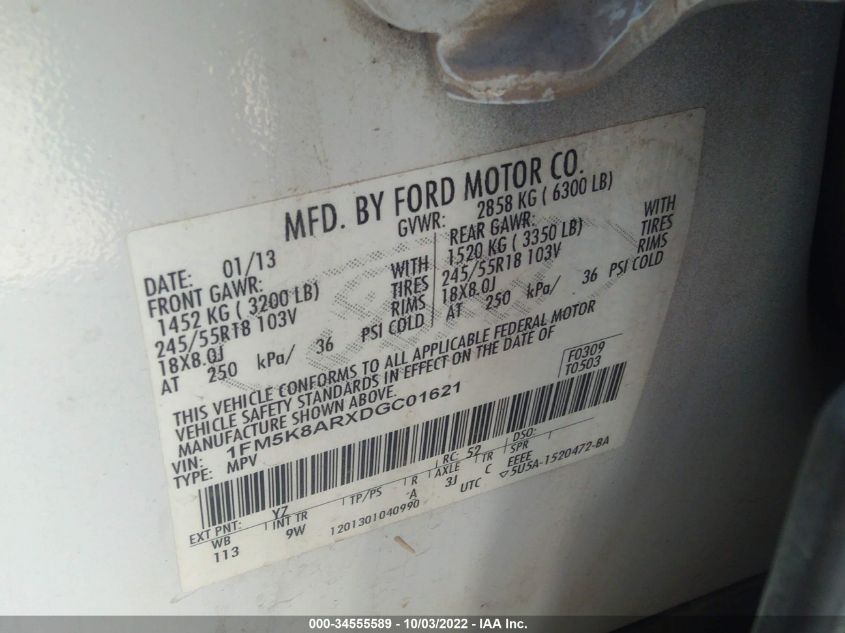 MFD. BY FORD MOTOR CO.
DATE: 01/13
GVWR: 2858 KG ( 6300 LB)
FRONT GAWR:
1452 KG ( 3200 LB) WITH
245/55R18 103V TIRES
18X8.0J RIMS
AT 250 kPa/ 36 PSI COLD
REAR GAWR:
1520 KG ( 3350 LB) WITH
245/55R18 103V TIRES
18X8.0J RIMS
AT 250 kPa/ 36 PSI COLD
THIS VEHICLE CONFORMS TO ALL APPLICABLE FEDERAL MOTOR
VEHICLE SAFETY STANDARDS IN EFFECT ON THE DATE OF
MANUFACTURE SHOWN ABOVE.
F0309
T0503
VIN: 1FM5K8ARXDGC01621
TYPE: MPV
EXT PNT: Y7 RC: 52 DSO:
WB INT TR TP/PS R AXLE TR SPR
113 9W A 3J C EEEE
1201301040990 UTC ▽5U5A-1520472-BA
000-34555589 - 10/03/2022 - IAA Inc.